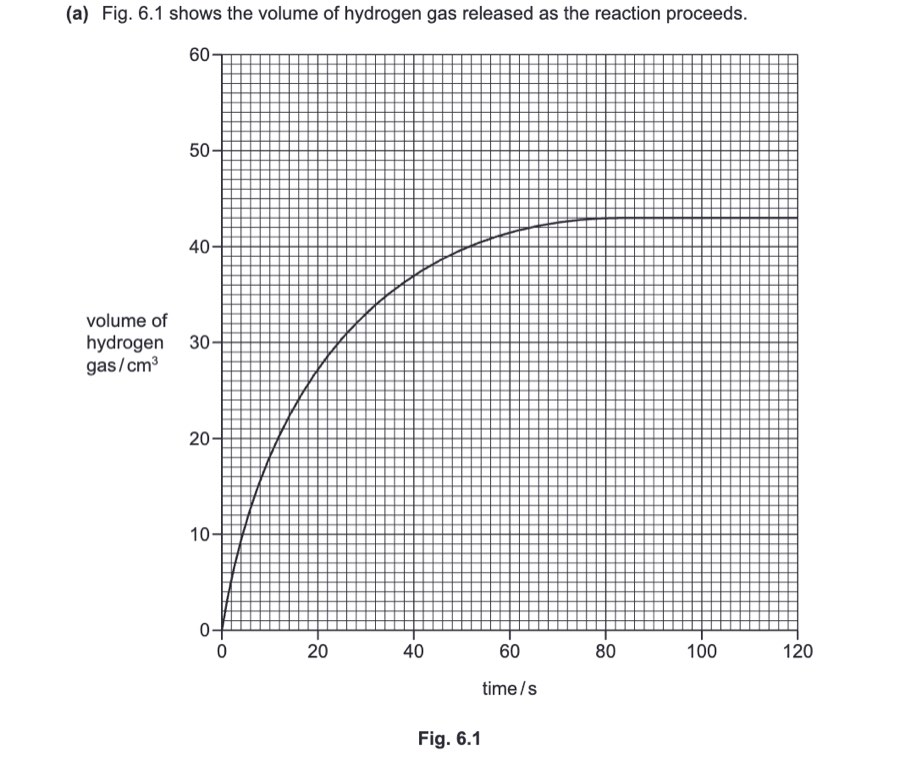 (a) Fig. 6.1 shows the volume of hydrogen gas released as the reaction proceeds.
60
50
40
volume of
hydrogen
gas / cm³
30
20
10
0
0 20 40 60 80 100 120
time / s
Fig. 6.1